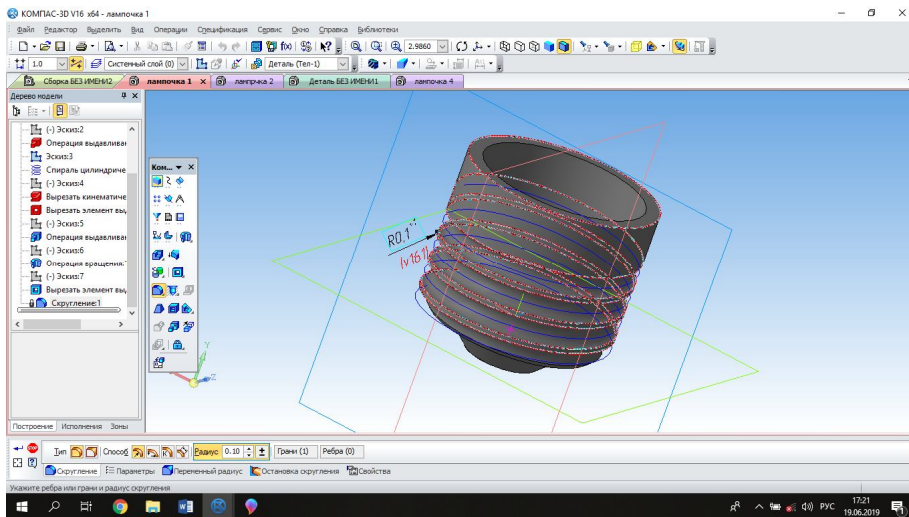 КОМПАС-3D V16 x64 - лампочка 1
Файл Редактор Выделить Вид Операции Спецификация Сервис Окно Справка Библиотеки
2.9860
1.0 Системный слой (0) Деталь (Тел-1)
Сборка БЕЗ ИМЕНИ2 лампочка 1 ланпрчка 2 Деталь БЕЗ ИМЕНИ1 лампочка 4
Дерево модели
(-) Эскиз:2
Операция выдавливан
Эскиз:3
Спираль цилиндриче
(-) Эскиз:4
Вырезать кинематиче
Вырезать элемент вы
(-) Эскиз:5
Операция выдавливан
(-) Эскиз:6
Операция вращения:
(-) Эскиз:7
Вырезать элемент вы
Скругление:1
Ком...
R0,1
(v16.1)
Y
Z
Построение Исполнения Зоны
Тип Способ Радиус 0.10 Грани (1) Ребра (0)
Скругление Параметры Переменный радиус Остановка скругления Свойства
Укажите ребра или грани и радиус скругления
РУС
17:21
19.06.2019